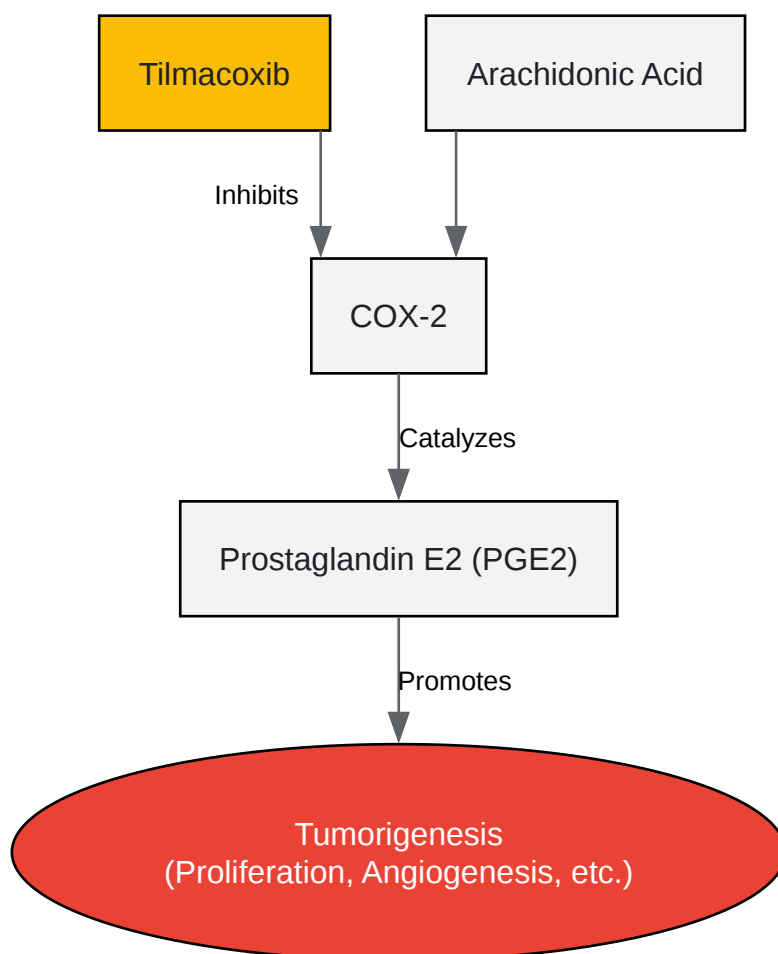 Tilmacoxib
Arachidonic Acid
Inhibits
COX-2
Catalyzes
Prostaglandin E2 (PGE2)
Promotes
Tumorigenesis
(Proliferation, Angiogenesis, etc.)